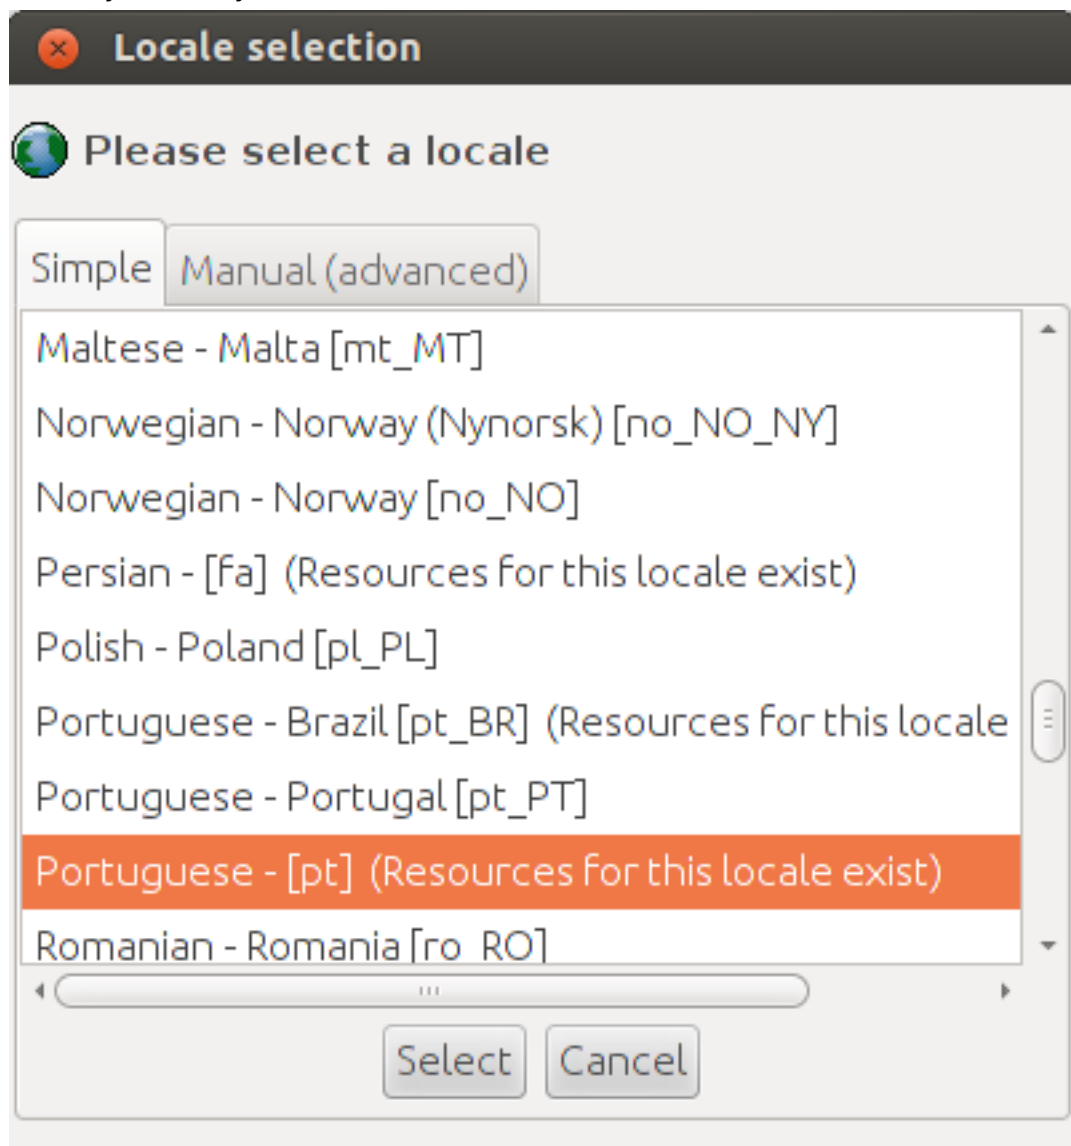 Locale selection
Please select a locale
Simple
Manual (advanced)
Maltese - Malta [mt_MT]
Norwegian - Norway (Nynorsk) [no_NO_NY]
Norwegian - Norway [no_NO]
Persian - [fa] (Resources for this locale exist)
Polish - Poland [pl_PL]
Portuguese - Brazil [pt_BR] (Resources for this locale
Portuguese - Portugal [pt_PT]
Portuguese - [pt] (Resources for this locale exist)
Romanian - Romania [ro_RO]
Select
Cancel